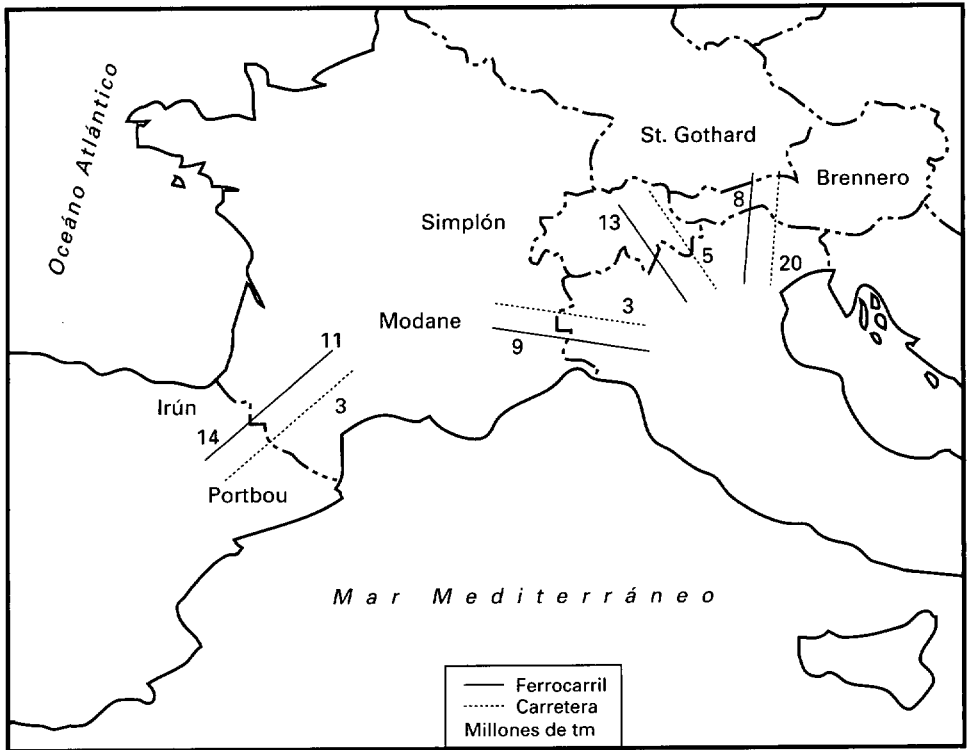 Oceáno Atlántico
St. Gothard
Brennero
Simplón
13
8
5
20
3
Modane
9
11
Irún
3
14
Portbou
Mar Mediterráneo
Ferrocarril
Carretera
Millones de tm